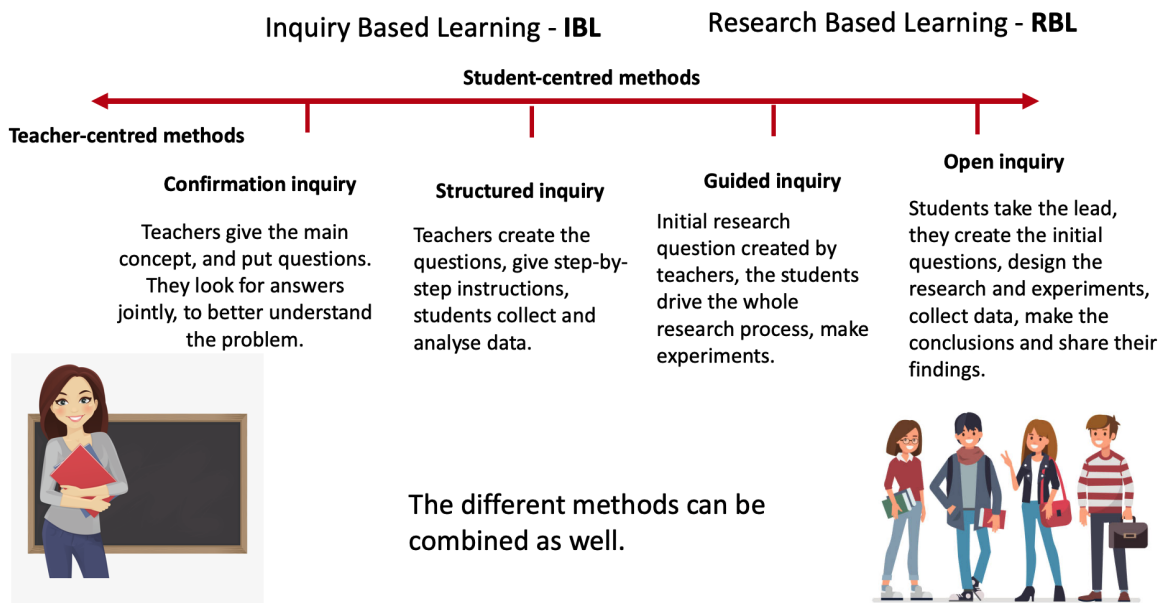 Inquiry Based Learning - IBL
Research Based Learning - RBL
Student-centred methods
Teacher-centred methods
Confirmation inquiry
Teachers give the main
concept, and put questions.
They look for answers
jointly, to better understand
the problem.
Structured inquiry
Teachers create the
questions, give step-by-
step instructions,
students collect and
analyse data.
Guided inquiry
Initial research
question created by
teachers, the students
drive the whole
research process, make
experiments.
Open inquiry
Students take the lead,
they create the initial
questions, design the
research and experiments,
collect data, make the
conclusions and share their
findings.
The different methods can be
combined as well.